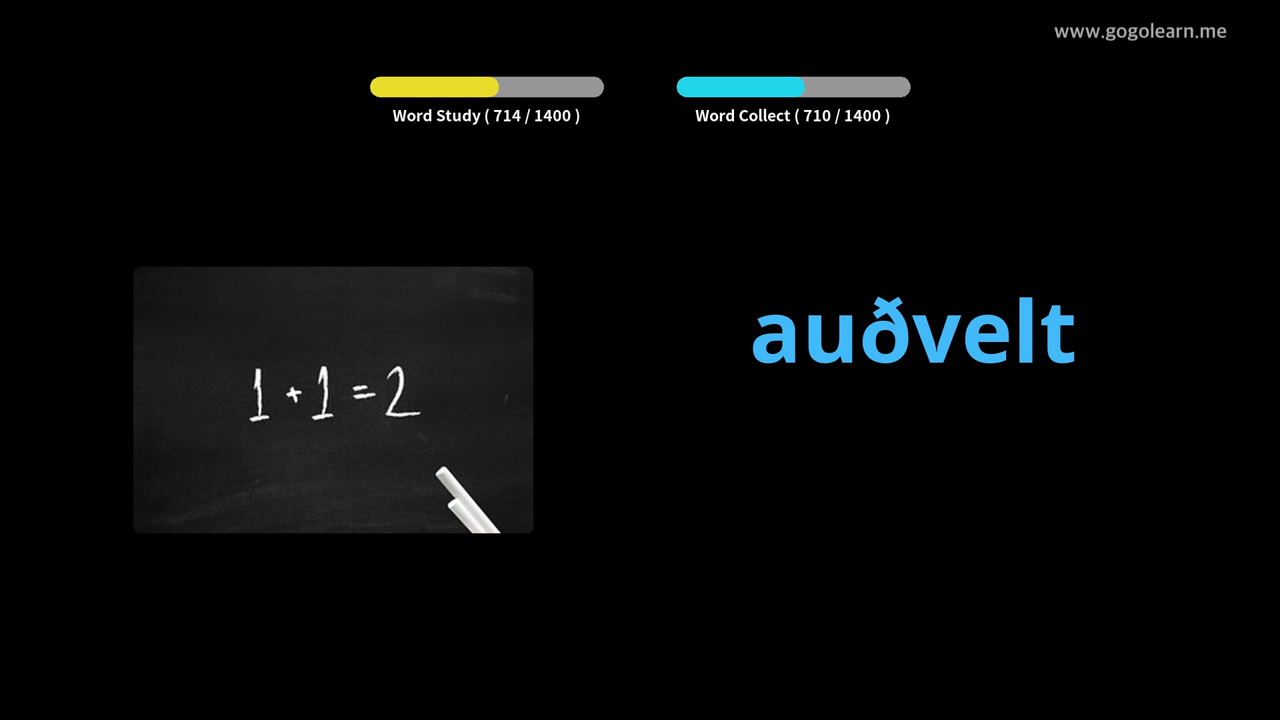 www.gogolearn.me
Word Study ( 714 / 1400 )
Word Collect ( 710 / 1400 )
auðvelt
1 + 1 = 2